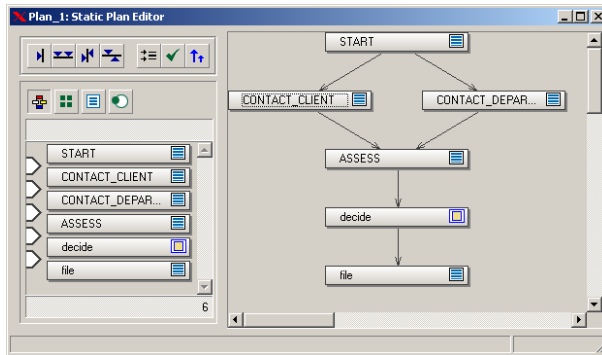 Plan_1: Static Plan Editor
START
CONTACT_CLIENT
CONTACT_DEPAR...
ASSESS
decide
file
6
START
CONTACT_CLIENT
CONTACT_DEPAR...
ASSESS
decide
file